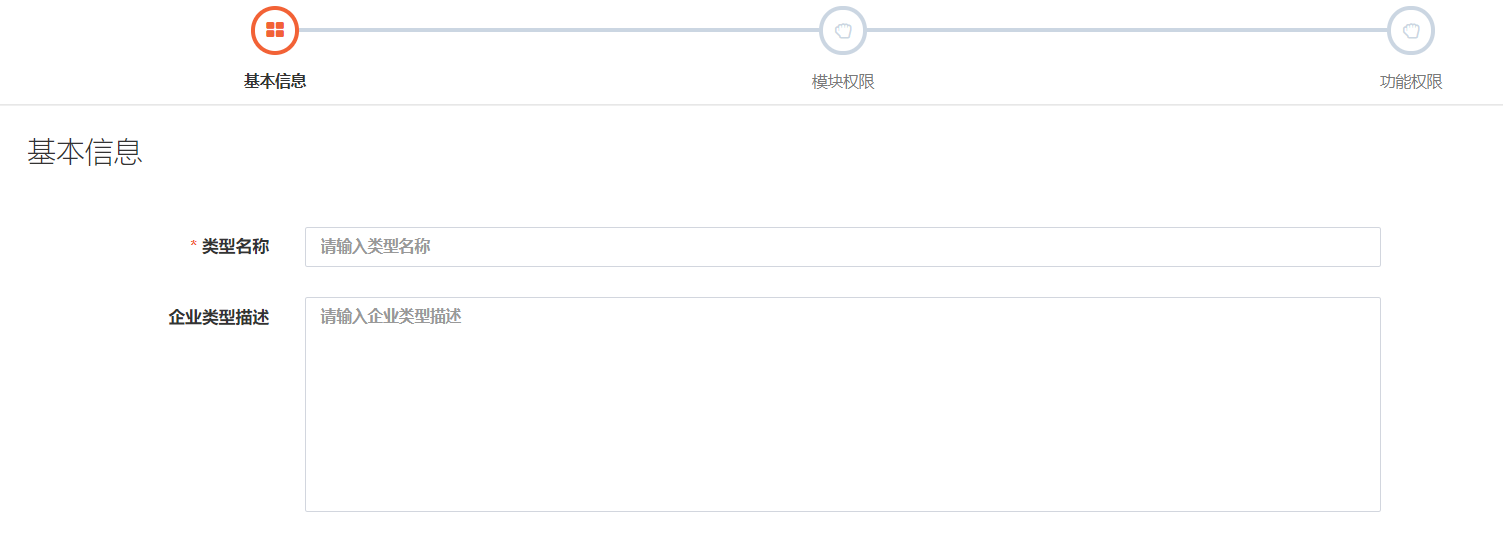 基本信息
模块权限
功能权限
基本信息
* 类型名称
请输入类型名称
企业类型描述
请输入企业类型描述